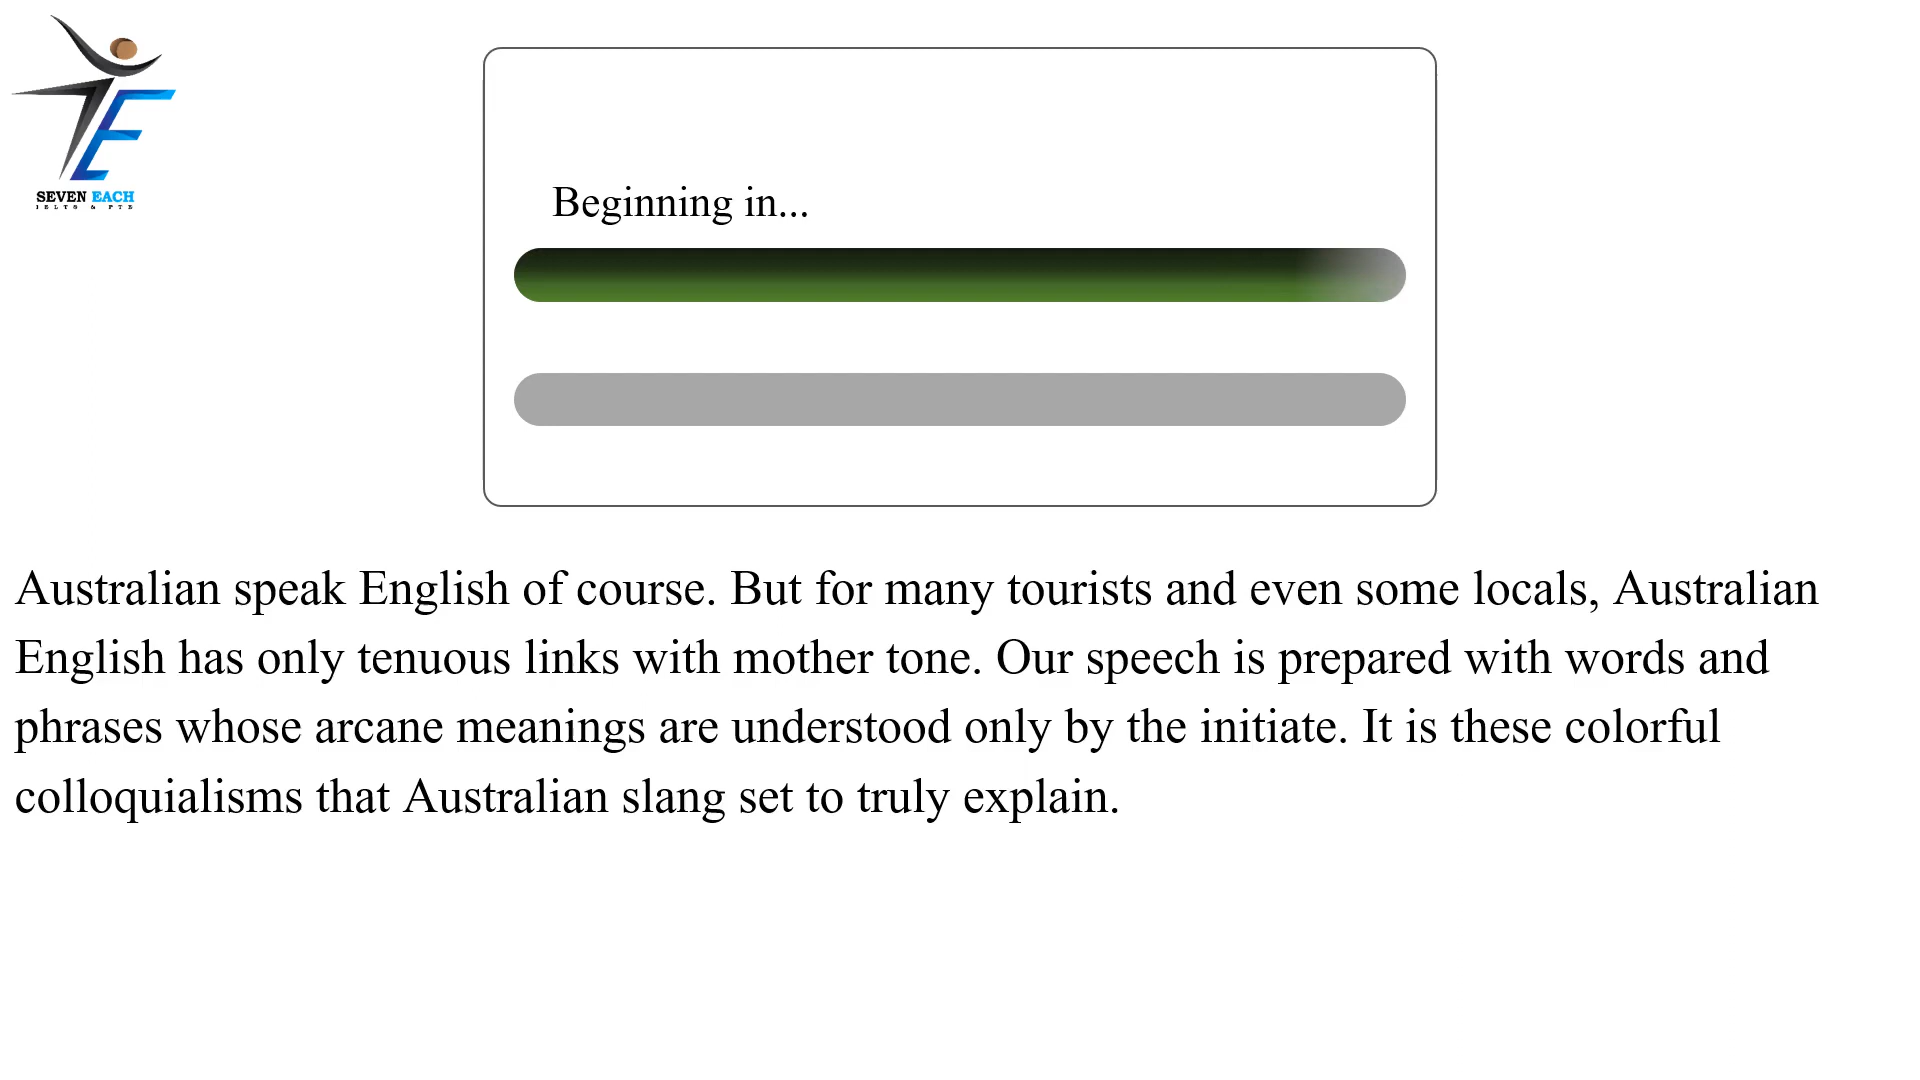 SEVEN EACH
IELTS & PTE
Beginning in...
Australian speak English of course. But for many tourists and even some locals, Australian
English has only tenuous links with mother tone. Our speech is prepared with words and
phrases whose arcane meanings are understood only by the initiate. It is these colorful
colloquialisms that Australian slang set to truly explain.